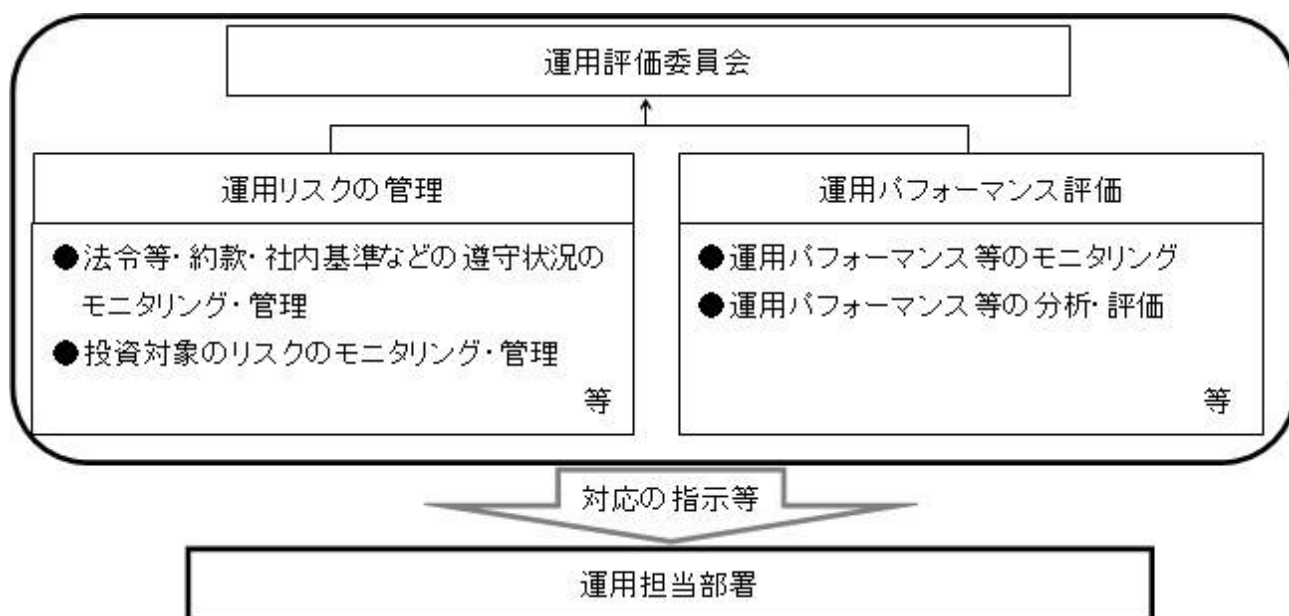 運用評価委員会
運用リスクの管理
●法令等・約款・社内基準などの遵守状況の
モニタリング・管理
●投資対象のリスクのモニタリング・管理
等
運用パフォーマンス評価
●運用パフォーマンス等のモニタリング
●運用パフォーマンス等の分析・評価
等
対応の指示等
運用担当部署